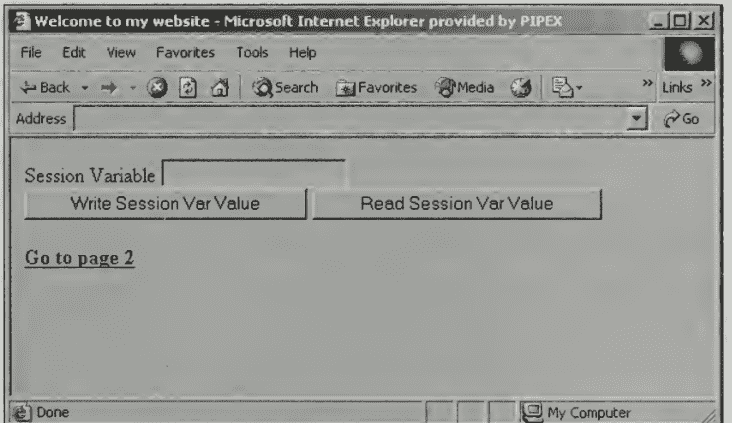 Welcome to my website - Microsoft Internet Explorer provided by PIPEX
File Edit View Favorites Tools Help
Back Search Favorites Media » Links »
Address Go
Session Variable
Write Session Var Value Read Session Var Value
Go to page 2
Done My Computer